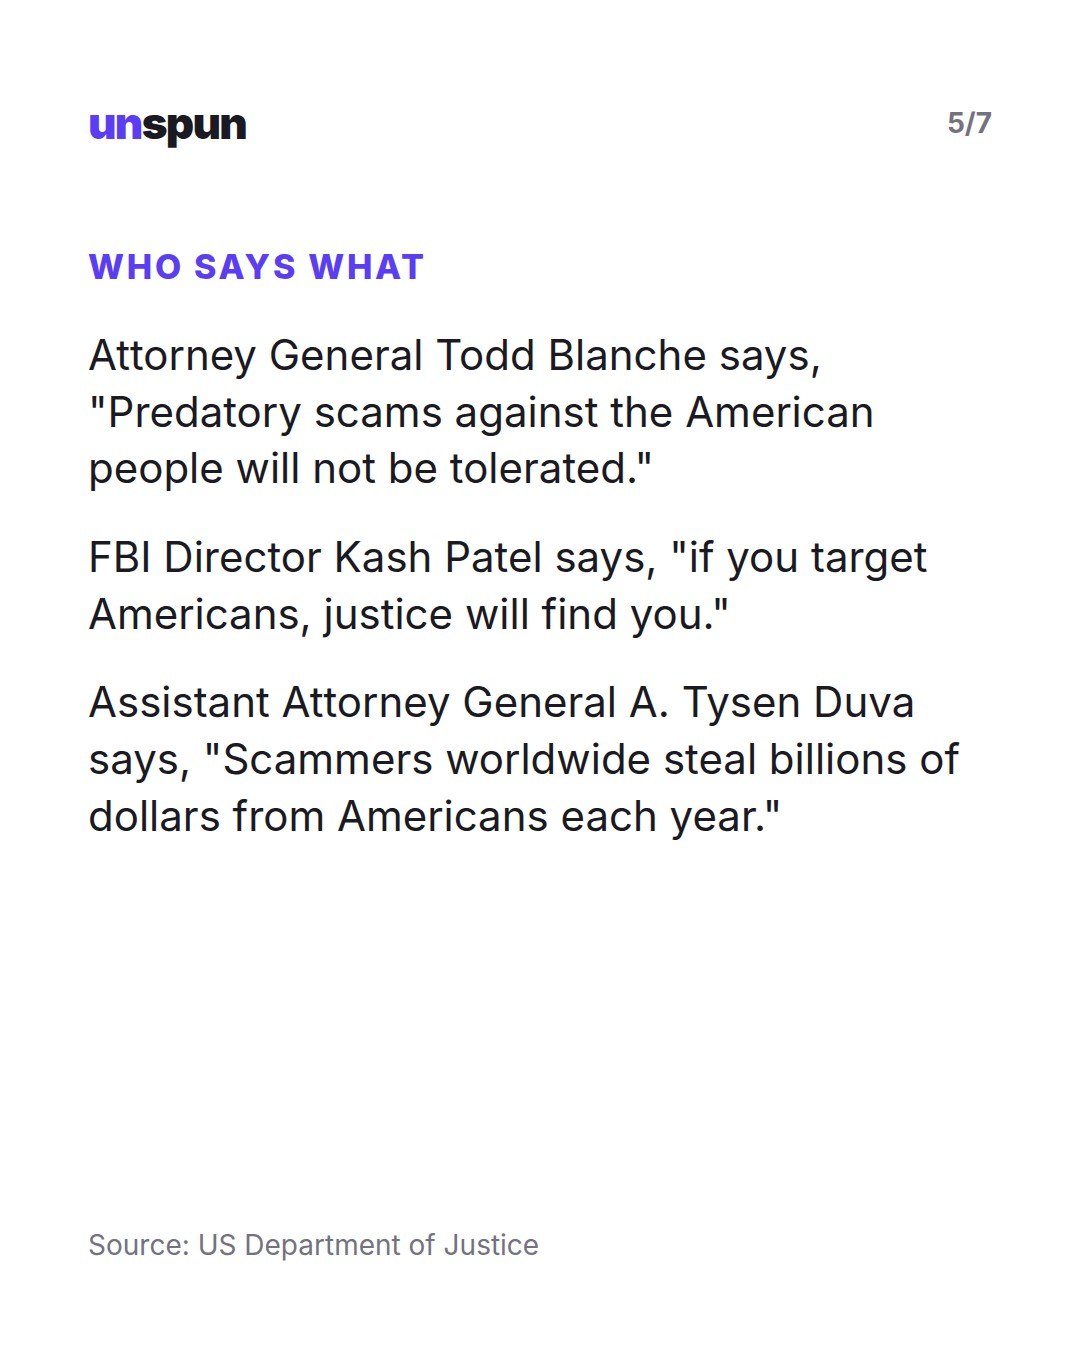 unspun
5/7
WHO SAYS WHAT
Attorney General Todd Blanche says,
"Predatory scams against the American
people will not be tolerated."
FBI Director Kash Patel says, "if you target
Americans, justice will find you."
Assistant Attorney General A. Tysen Duva
says, "Scammers worldwide steal billions of
dollars from Americans each year."
Source: US Department of Justice